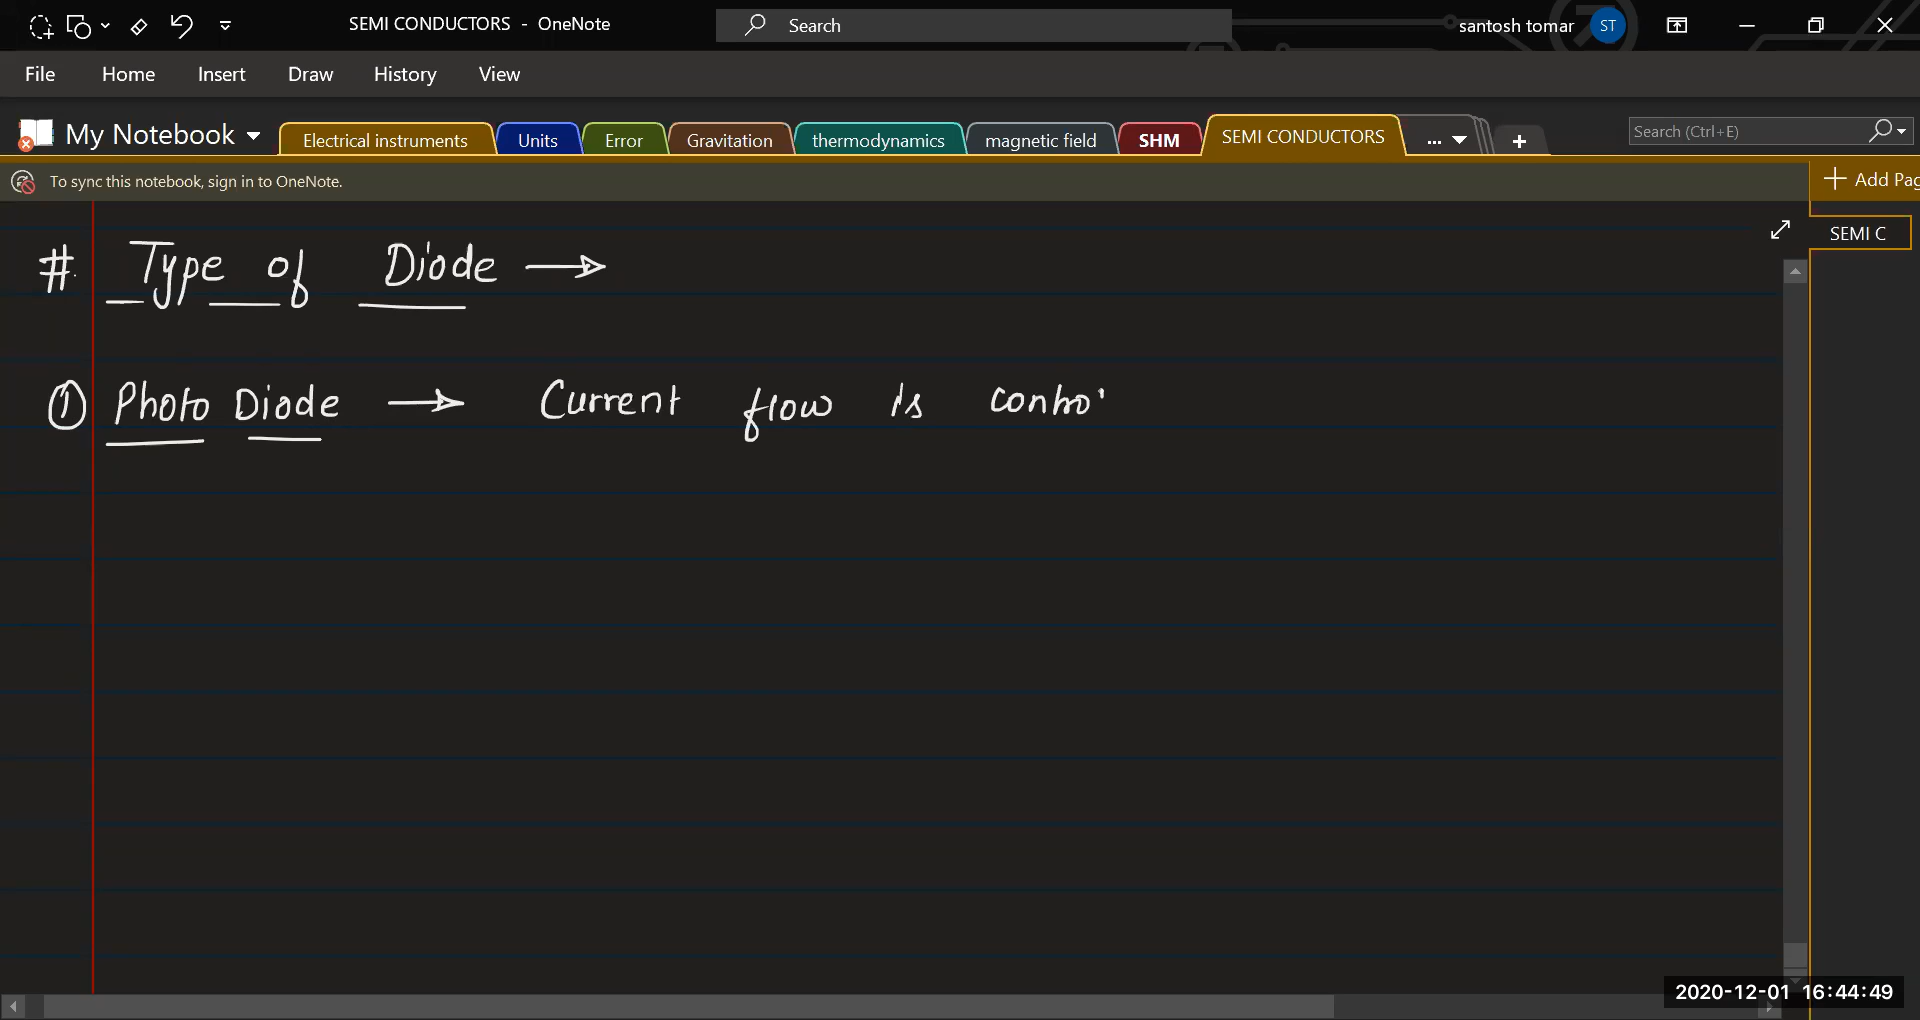 SEMI CONDUCTORS - OneNote
Search
santosh tomar ST
File Home Insert Draw History View
My Notebook Electrical instruments Units Error Gravitation thermodynamics magnetic field SHM SEMI CONDUCTORS ... + Search (Ctrl+E)
To sync this notebook, sign in to OneNote.
+ Add Pag
SEMI C
# Type of Diode →
① Photo Diode → Current flow is contro
2020-12-01 16:44:49